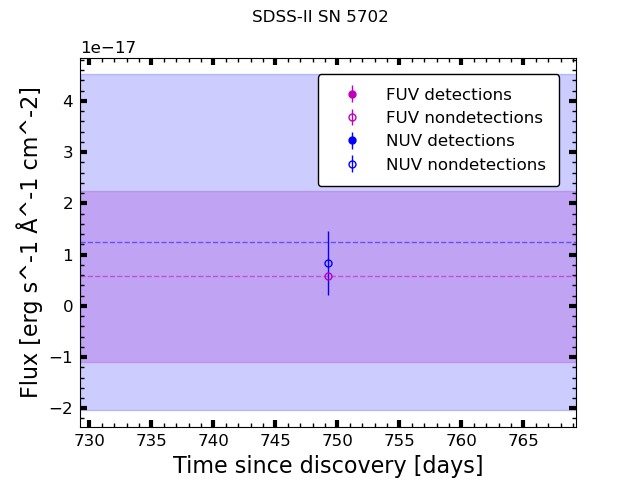 SDSS-II SN 5702
1e−17
FUV detections
FUV nondetections
NUV detections
NUV nondetections
4
3
2
1
0
−1
−2
Flux [erg s^-1 Å^-1 cm^-2]
730 735 740 745 750 755 760 765
Time since discovery [days]